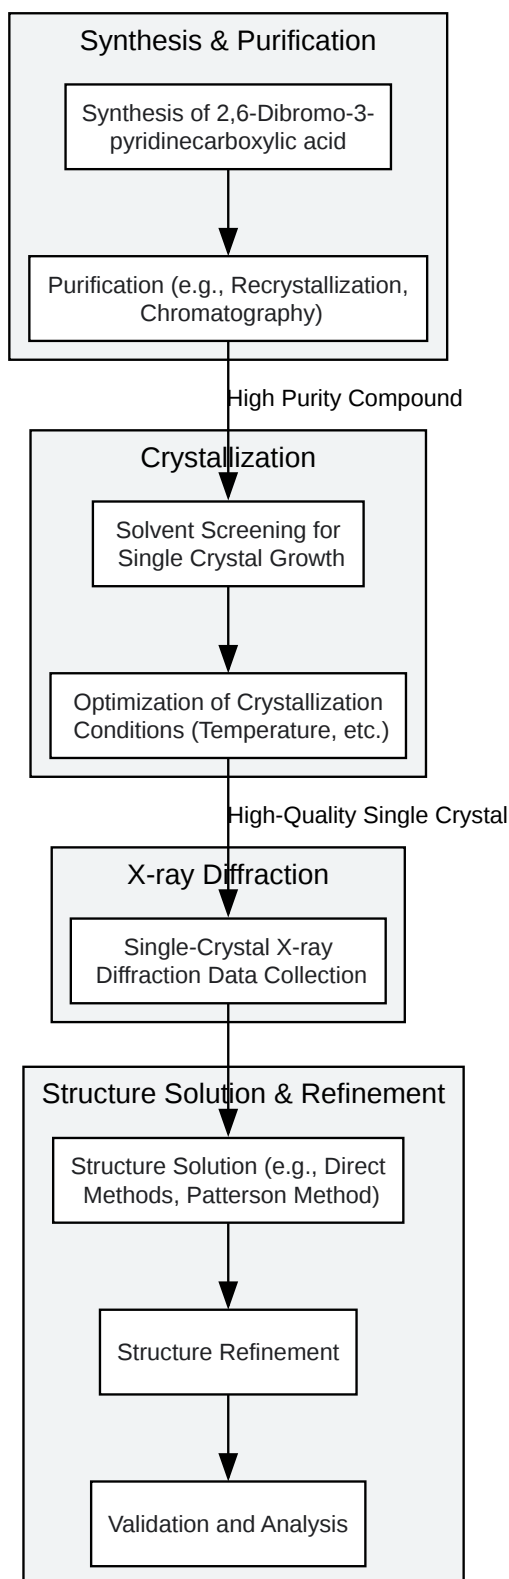 Synthesis & Purification
Synthesis of 2,6-Dibromo-3-
pyridinecarboxylic acid
Purification (e.g., Recrystallization,
Chromatography)
High Purity Compound
Crystallization
Solvent Screening for
Single Crystal Growth
Optimization of Crystallization
Conditions (Temperature, etc.)
High-Quality Single Crystal
X-ray Diffraction
Single-Crystal X-ray
Diffraction Data Collection
Structure Solution & Refinement
Structure Solution (e.g., Direct
Methods, Patterson Method)
Structure Refinement
Validation and Analysis